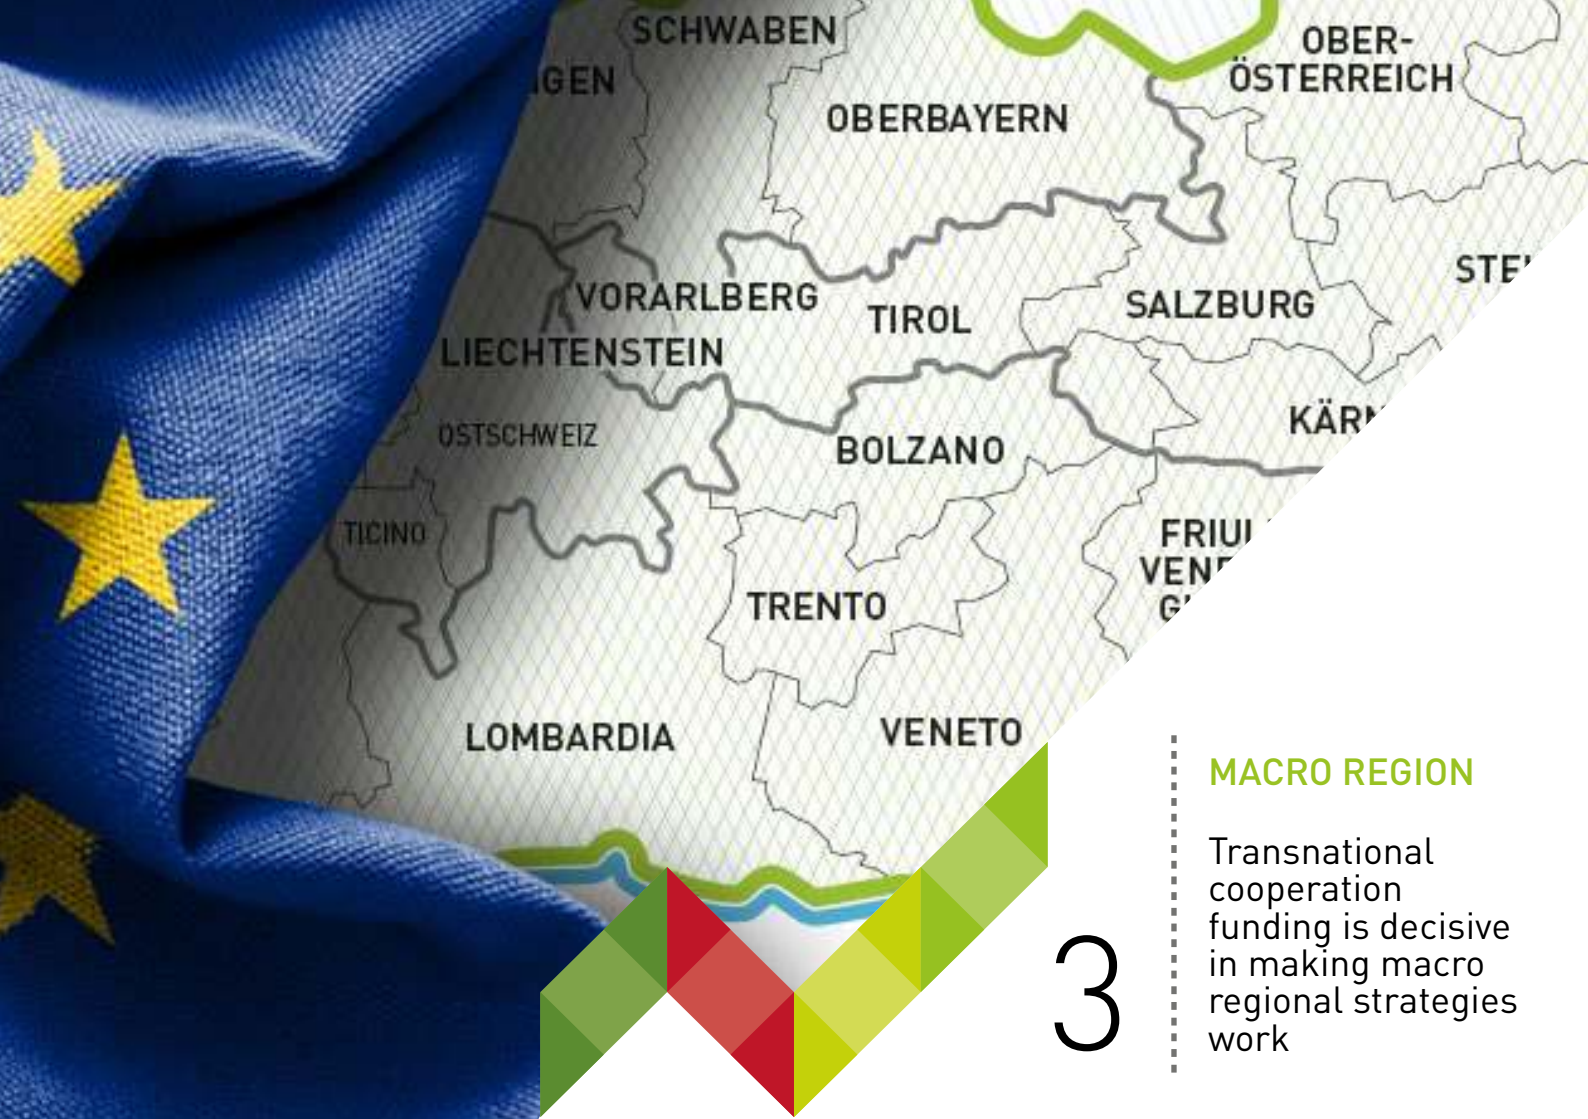 SCHWABEN
OBER-
ÖSTERREICH
OBERBAYERN
VORARLBERG
TIROL
SALZBURG
LIECHTENSTEIN
OSTSCHWEIZ
BOLZANO
TICINO
TRENTO
LOMBARDIA
VENETO
MACRO REGION
Transnational
cooperation
funding is decisive
in making macro
regional strategies
work
3